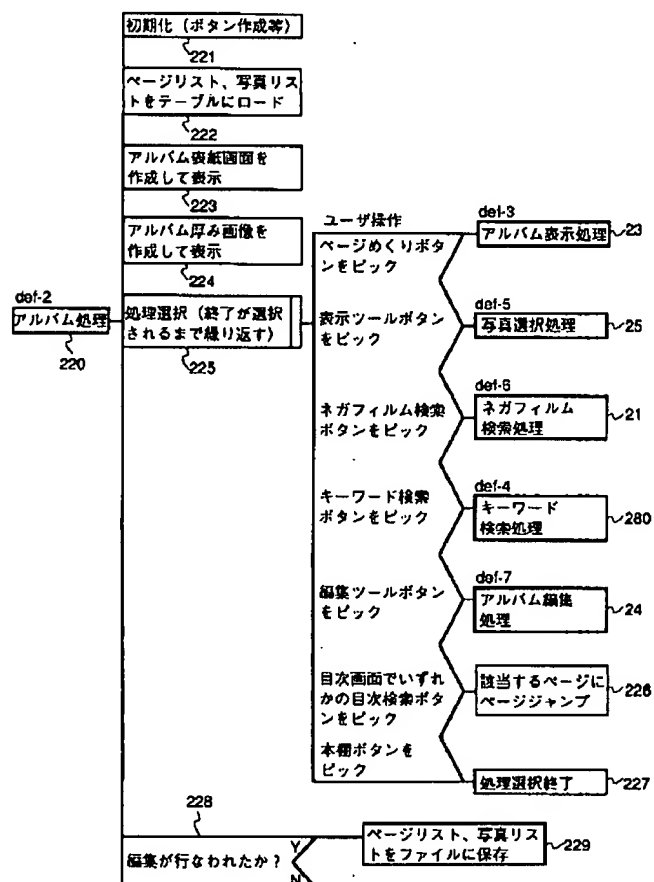 初期化（ボタン作成等）
221
ページリスト、写真リス
トをテーブルにロード
222
アルバム表紙画面を
作成して表示
223
アルバム厚み画像を
作成して表示
224
def-2
アルバム処理
220
処理選択（終了が選択
されるまで繰り返す）
225
ユーザ操作
ページめくりボタ
ンをピック
def-3
アルバム表示処理
23
表示ツールボタン
をピック
def-5
写真選択処理
25
ネガフィルム検索
ボタンをピック
def-6
ネガフィルム
検索処理
21
キーワード検索
ボタンをピック
def-4
キーワード
検索処理
280
編集ツールボタン
をピック
def-7
アルバム編集
処理
24
目次画面でいずれ
かの目次検索ボタ
ンをピック
該当するページに
ページジャンプ
226
本棚ボタンを
ピック
処理選択終了
227
228
編集が行なわれたか？
Y
N
ページリスト、写真リス
トをファイルに保存
229